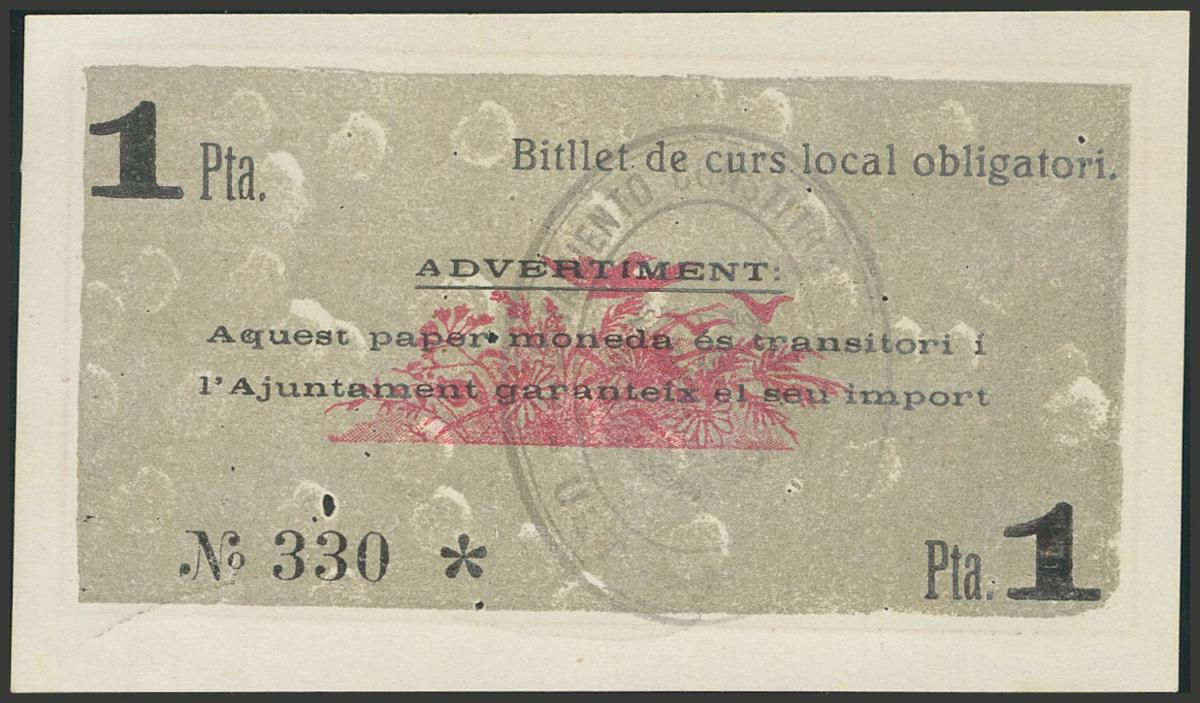 1 Pta.
Bitllet de curs local obligatori.
ADVERTIMENT:
Aquest paper moneda és transitori i
l'Ajuntament garanteix el seu import
№ 330 *
Pta. 1